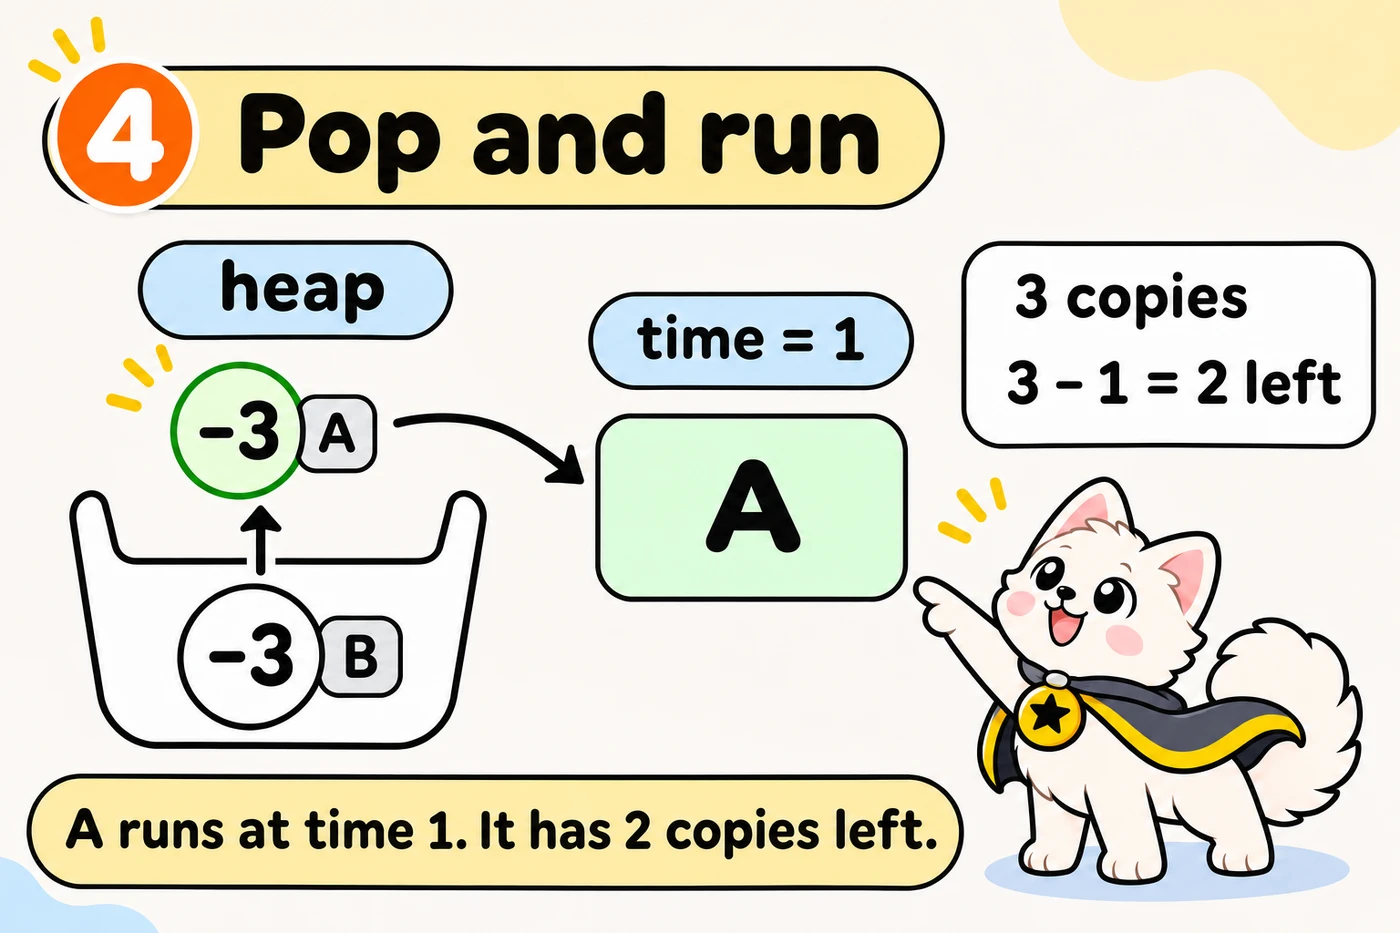 4 Pop and run
heap
time = 1
3 copies
3 – 1 = 2 left
–3 A
A
–3 B
A runs at time 1. It has 2 copies left.